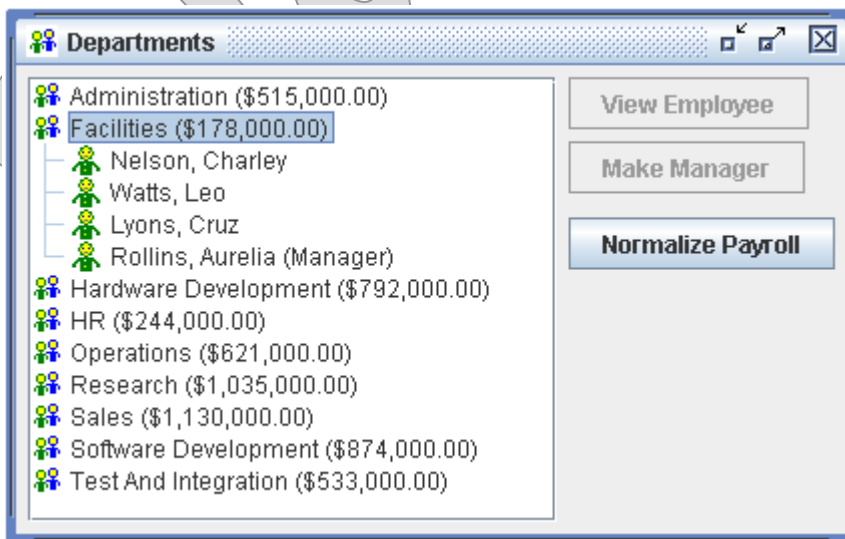 Departments
Administration ($515,000.00)
Facilities ($178,000.00)
Nelson, Charley
Watts, Leo
Lyons, Cruz
Rollins, Aurelia (Manager)
Hardware Development ($792,000.00)
HR ($244,000.00)
Operations ($621,000.00)
Research ($1,035,000.00)
Sales ($1,130,000.00)
Software Development ($874,000.00)
Test And Integration ($533,000.00)
View Employee
Make Manager
Normalize Payroll